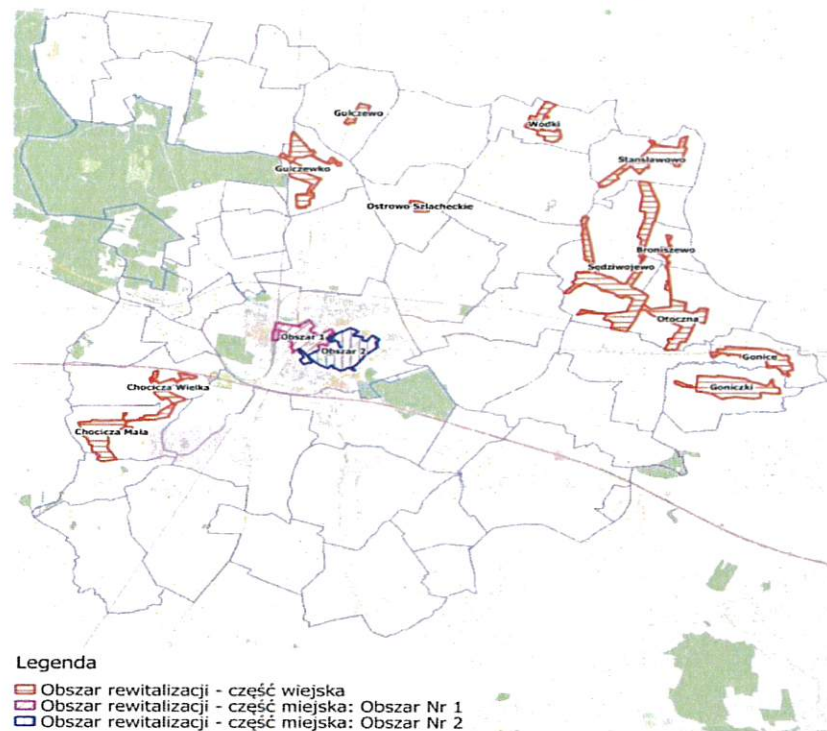 Gulczewo
Wódki
Stanisławowo
Gulczewko
Ostrowo Szlacheckie
Broniszewo
Sędziwojewo
Otoczna
Obszar 1
Obszar 2
Gonice
Chocicza Wielka
Goniczki
Chocicza Mała
Legenda
Obszar rewitalizacji - część wiejska
Obszar rewitalizacji - część miejska: Obszar Nr 1
Obszar rewitalizacji - część miejska: Obszar Nr 2